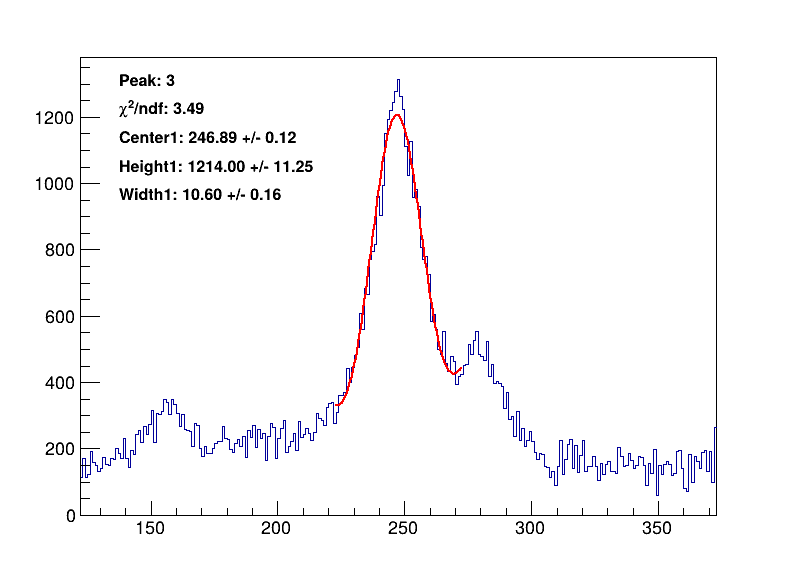 Peak: 3
χ²/ndf: 3.49
Center1: 246.89 +/- 0.12
Height1: 1214.00 +/- 11.25
Width1: 10.60 +/- 0.16
1200
1000
800
600
400
200
0
150 200 250 300 350